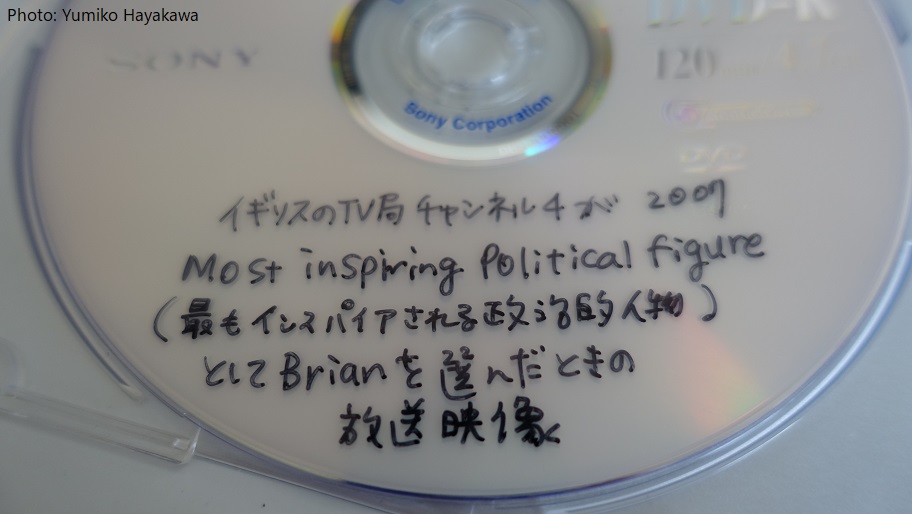 Photo: Yumiko Hayakawa
DVD-R
SONY
120
Sony Corporation
イギリスのTV局 チャンネル4が 2007
Most inspiring Political figure
(最もインスパイアされる政治的人物)
としてBrianを選んだときの
放送映像